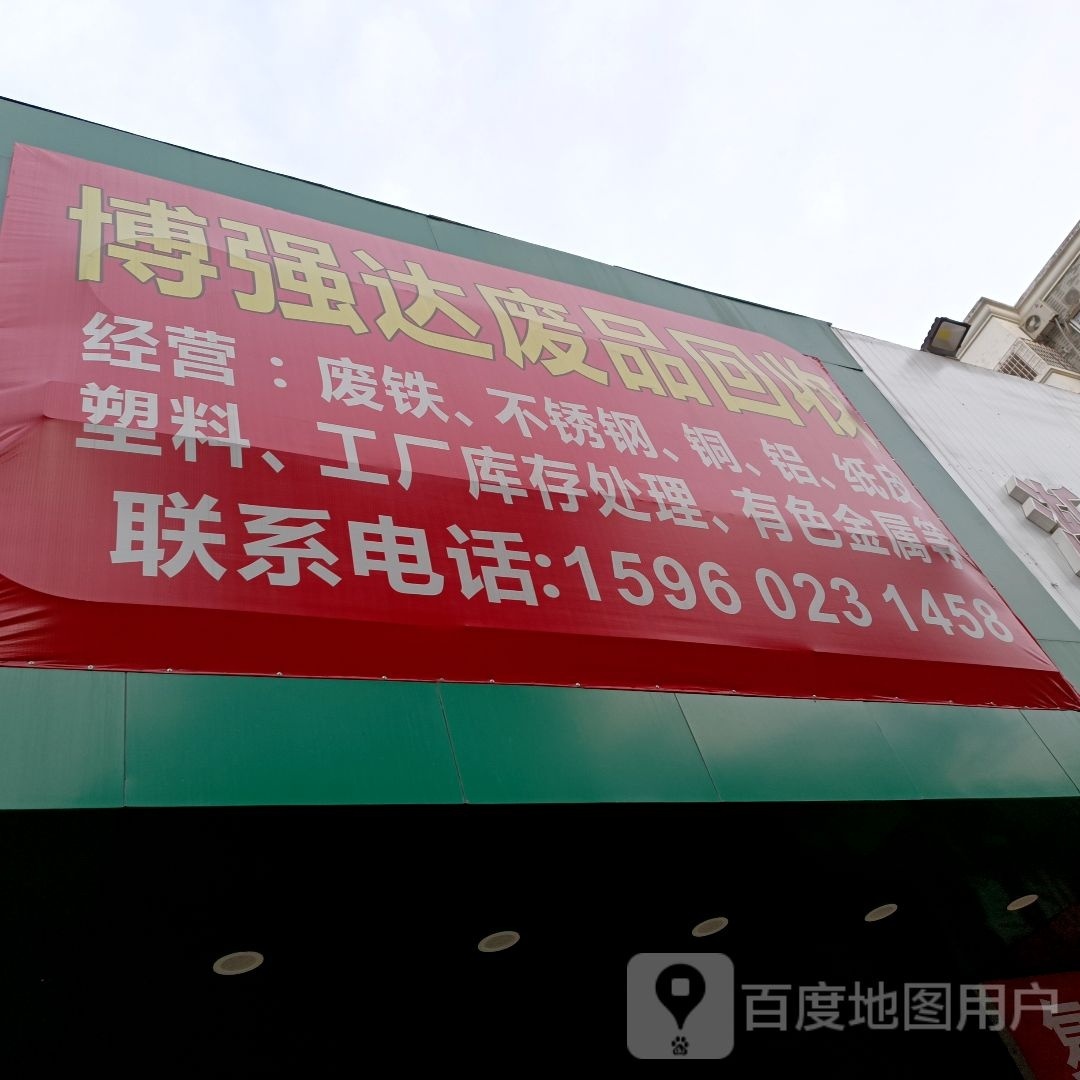 博强达废品回收
经营：废铁、不锈钢、铜、铝、纸皮
塑料、工厂库存处理、有色金属等
联系电话:1596 023 1458
百度地图用户